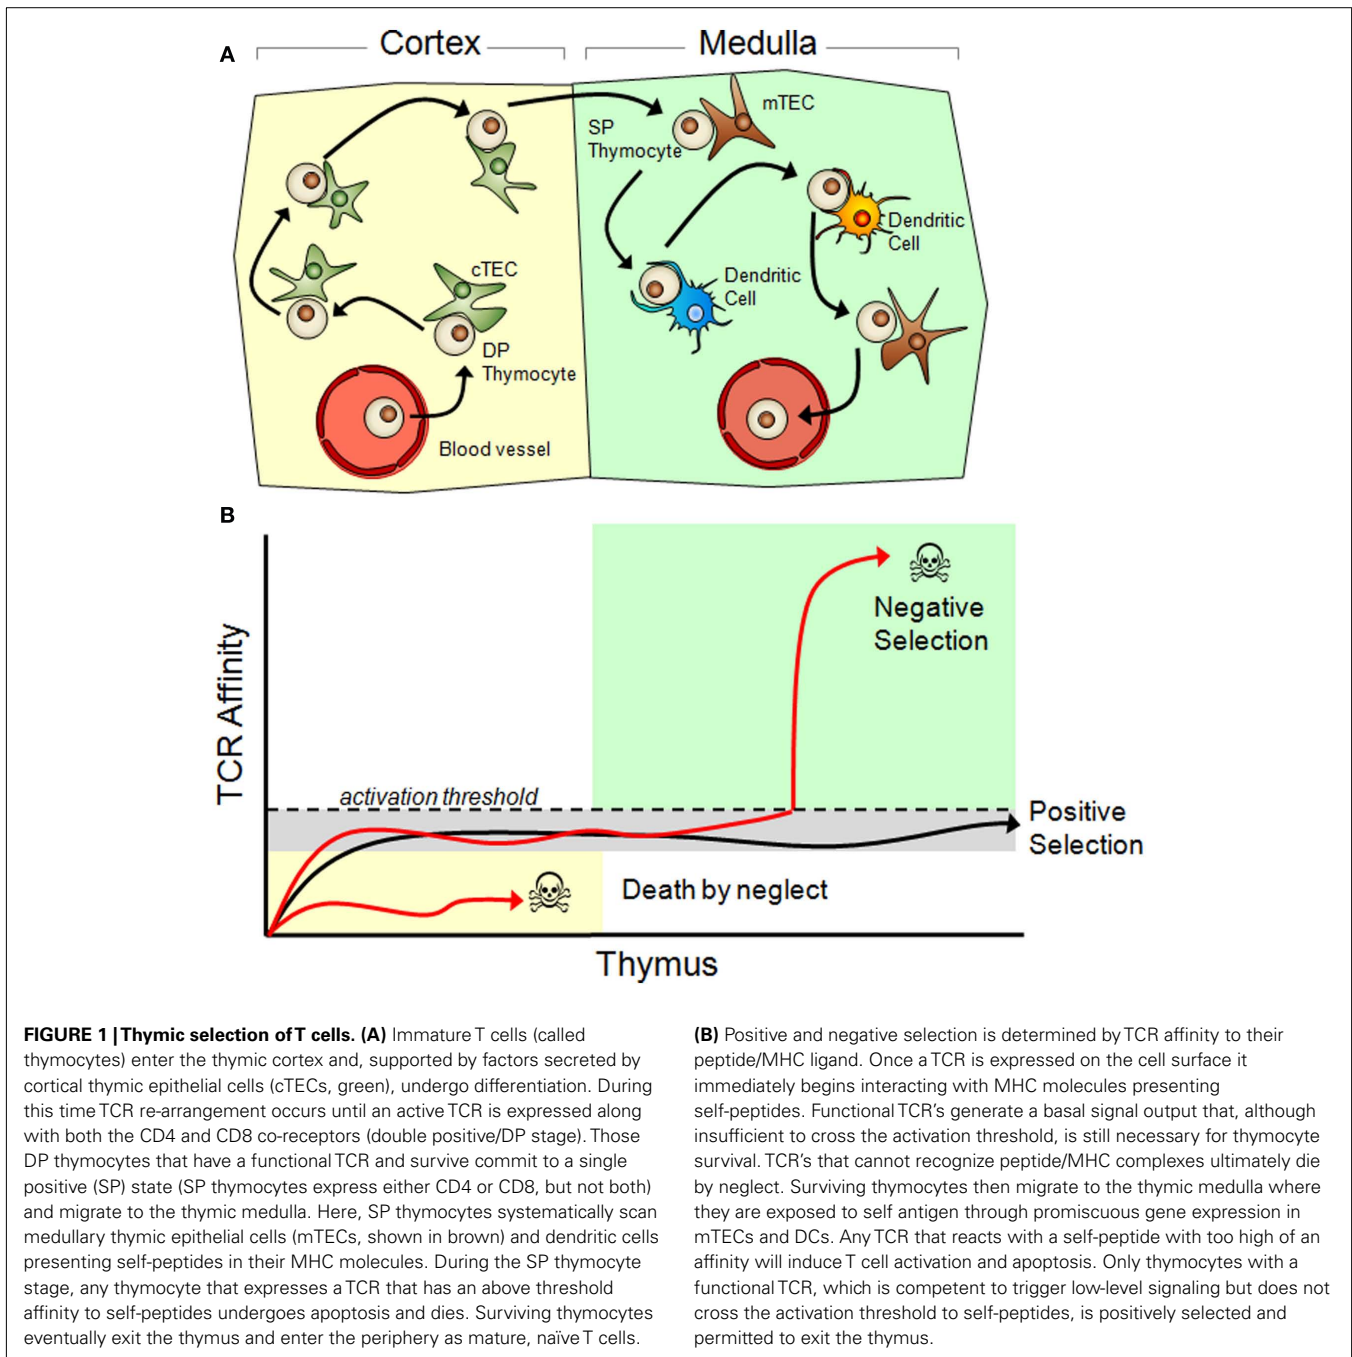 A
Cortex
Medulla
mTEC
SP
Thymocyte
Dendritic
Cell
cTEC
Dendritic
Cell
DP
Thymocyte
Blood vessel
B
TCR Affinity
Negative
Selection
activation threshold
Positive
Selection
Death by neglect
Thymus
FIGURE 1 | Thymic selection of T cells. (A) Immature T cells (called
thymocytes) enter the thymic cortex and, supported by factors secreted by
cortical thymic epithelial cells (cTECs, green), undergo differentiation. During
this time TCR re-arrangement occurs until an active TCR is expressed along
with both the CD4 and CD8 co-receptors (double positive/DP stage). Those
DP thymocytes that have a functional TCR and survive commit to a single
positive (SP) state (SP thymocytes express either CD4 or CD8, but not both)
and migrate to the thymic medulla. Here, SP thymocytes systematically scan
medullary thymic epithelial cells (mTECs, shown in brown) and dendritic cells
presenting self-peptides in their MHC molecules. During the SP thymocyte
stage, any thymocyte that expresses a TCR that has an above threshold
affinity to self-peptides undergoes apoptosis and dies. Surviving thymocytes
eventually exit the thymus and enter the periphery as mature, naïve T cells.
(B) Positive and negative selection is determined by TCR affinity to their
peptide/MHC ligand. Once a TCR is expressed on the cell surface it
immediately begins interacting with MHC molecules presenting
self-peptides. Functional TCR's generate a basal signal output that, although
insufficient to cross the activation threshold, is still necessary for thymocyte
survival. TCR's that cannot recognize peptide/MHC complexes ultimately die
by neglect. Surviving thymocytes then migrate to the thymic medulla where
they are exposed to self antigen through promiscuous gene expression in
mTECs and DCs. Any TCR that reacts with a self-peptide with too high of an
affinity will induce T cell activation and apoptosis. Only thymocytes with a
functional TCR, which is competent to trigger low-level signaling but does not
cross the activation threshold to self-peptides, is positively selected and
permitted to exit the thymus.